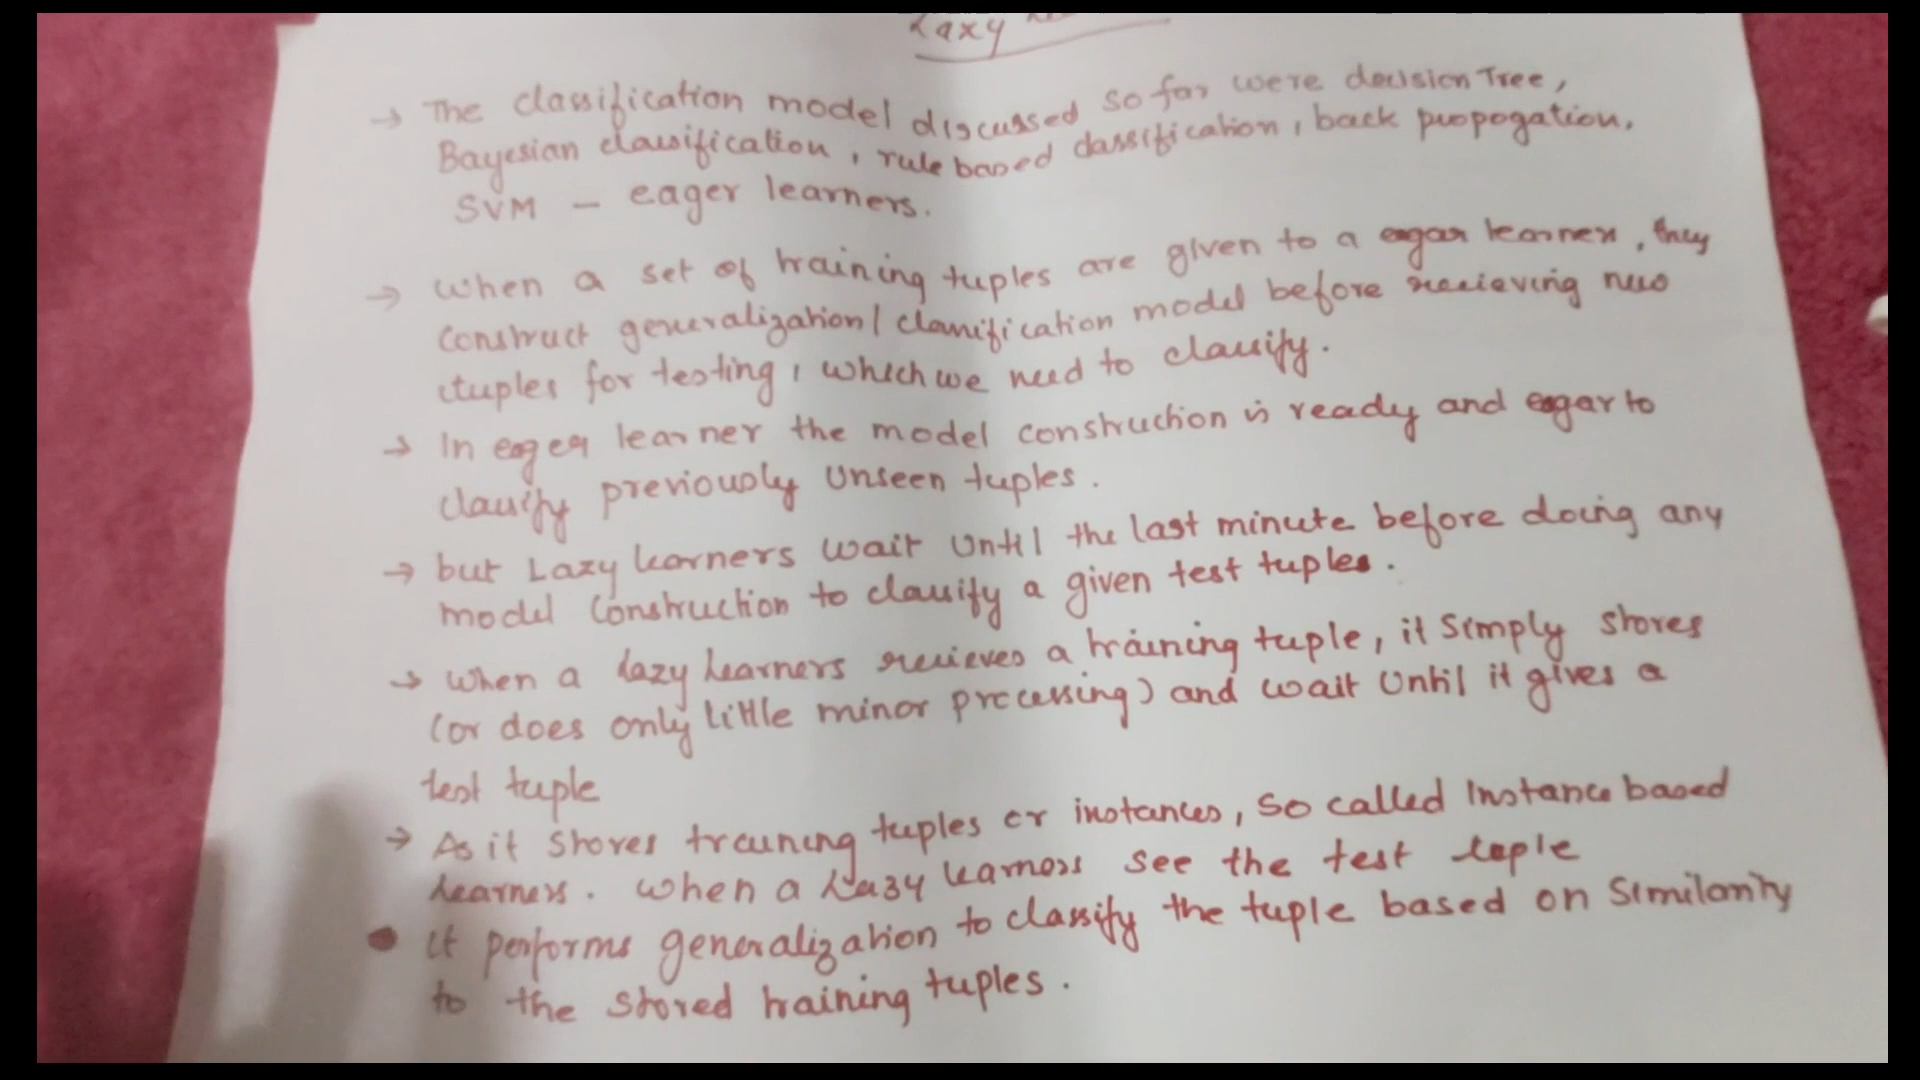 Laxy
→ The classification model discussed so far were decision Tree,
Bayesian classification, rule based classification, back propogation,
SVM - eager learners.
→ when a set of training tuples are given to a eagar learner, they
construct generalization/classification model before recieving new
tuples for testing, which we need to classify.
→ In eager learner the model construction is ready and eagar to
classify previously unseen tuples.
→ but Lazy learners wait until the last minute before doing any
model construction to classify a given test tuples.
→ when a lazy learners recieves a training tuple, it simply stores
(or does only little minor processing) and wait until it gives a
test tuple
→ As it stores training tuples or instances, so called Instance based
learners. when a Lazy learners see the test tuple
● it performs generalization to classify the tuple based on similarity
to the stored training tuples.